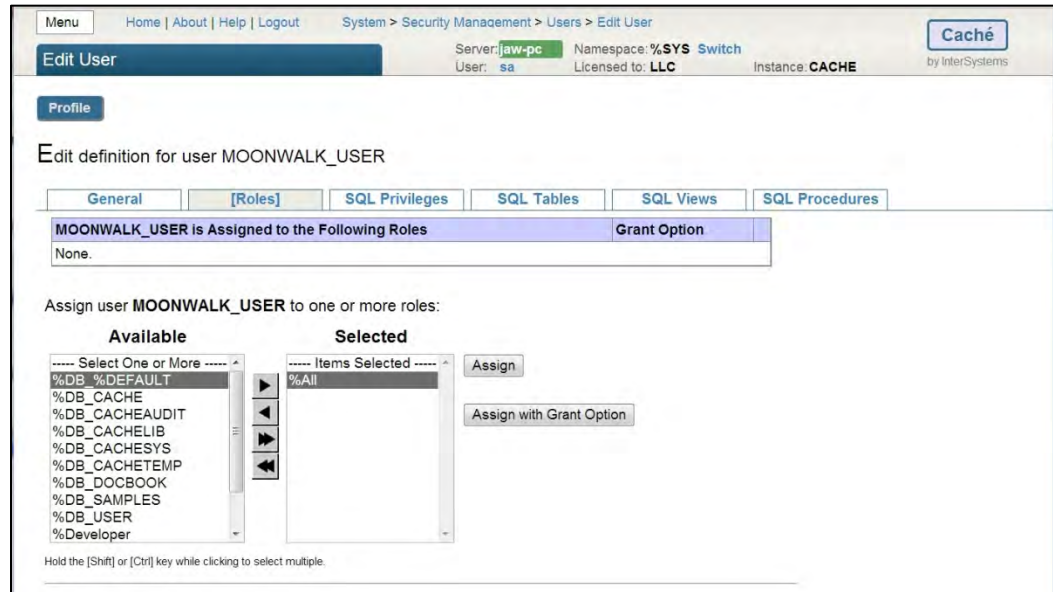 Menu Home | About | Help | Logout System > Security Management > Users > Edit User
Caché
by InterSystems
Edit User
Server: jaw-pc Namespace: %SYS Switch
User: sa Licensed to: LLC Instance: CACHE
Profile
Edit definition for user MOONWALK_USER
General [Roles] SQL Privileges SQL Tables SQL Views SQL Procedures
MOONWALK_USER is Assigned to the Following Roles Grant Option
None.
Assign user MOONWALK_USER to one or more roles:
Available
----- Select One or More -----
%DB_%DEFAULT
%DB_CACHE
%DB_CACHEAUDIT
%DB_CACHELIB
%DB_CACHESYS
%DB_CACHETEMP
%DB_DOCBOOK
%DB_SAMPLES
%DB_USER
%Developer
Selected
----- Items Selected -----
%All
Assign
Assign with Grant Option
Hold the [Shift] or [Ctrl] key while clicking to select multiple.